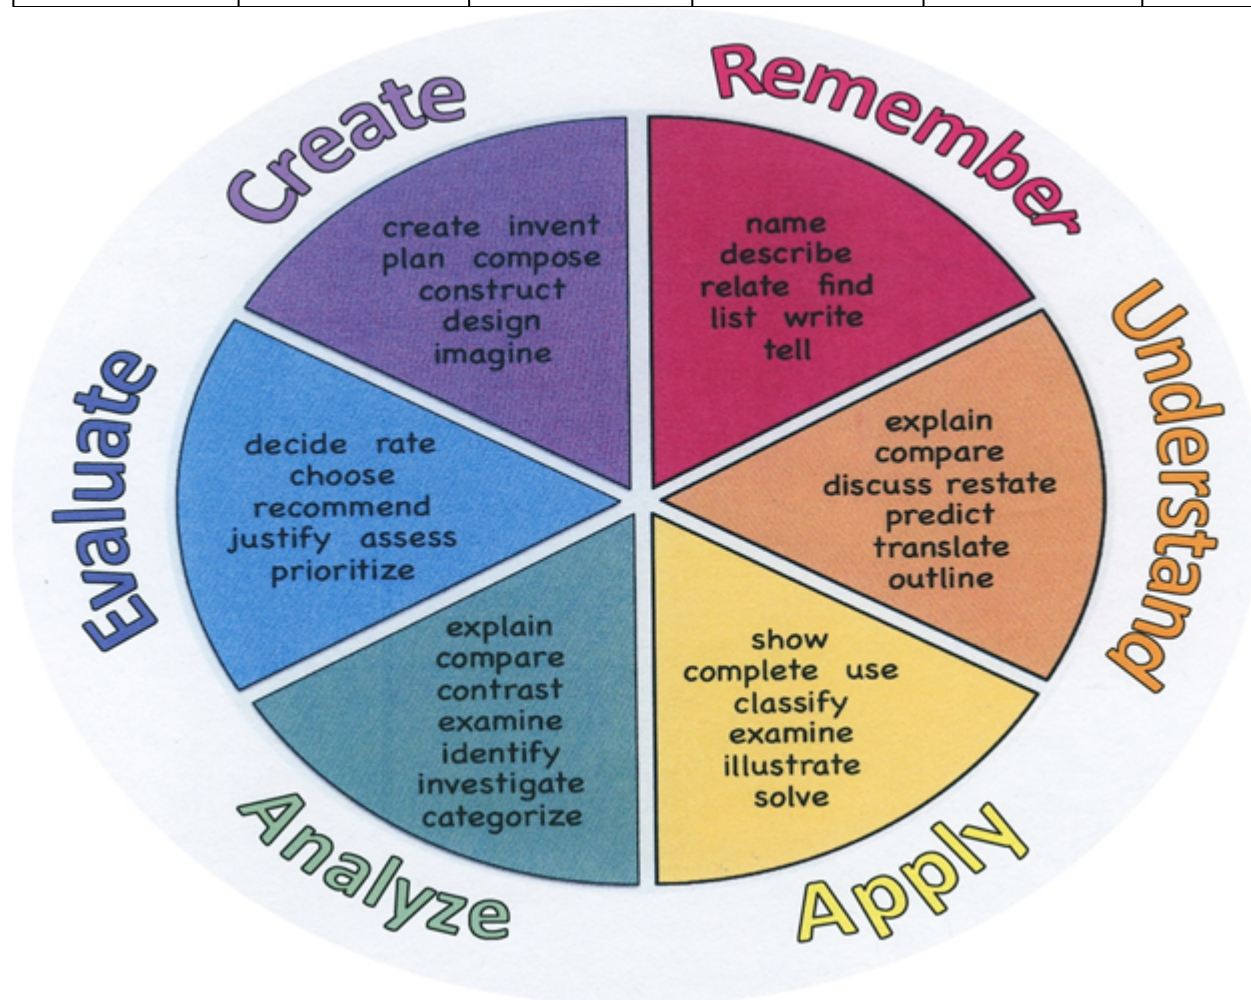 Remember
name
describe
relate find
list write
tell
Understand
explain
compare
discuss restate
predict
translate
outline
Apply
show
complete use
classify
examine
illustrate
solve
Analyze
explain
compare
contrast
examine
identify
investigate
categorize
Evaluate
decide rate
choose
recommend
justify assess
prioritize
Create
create invent
plan compose
construct
design
imagine